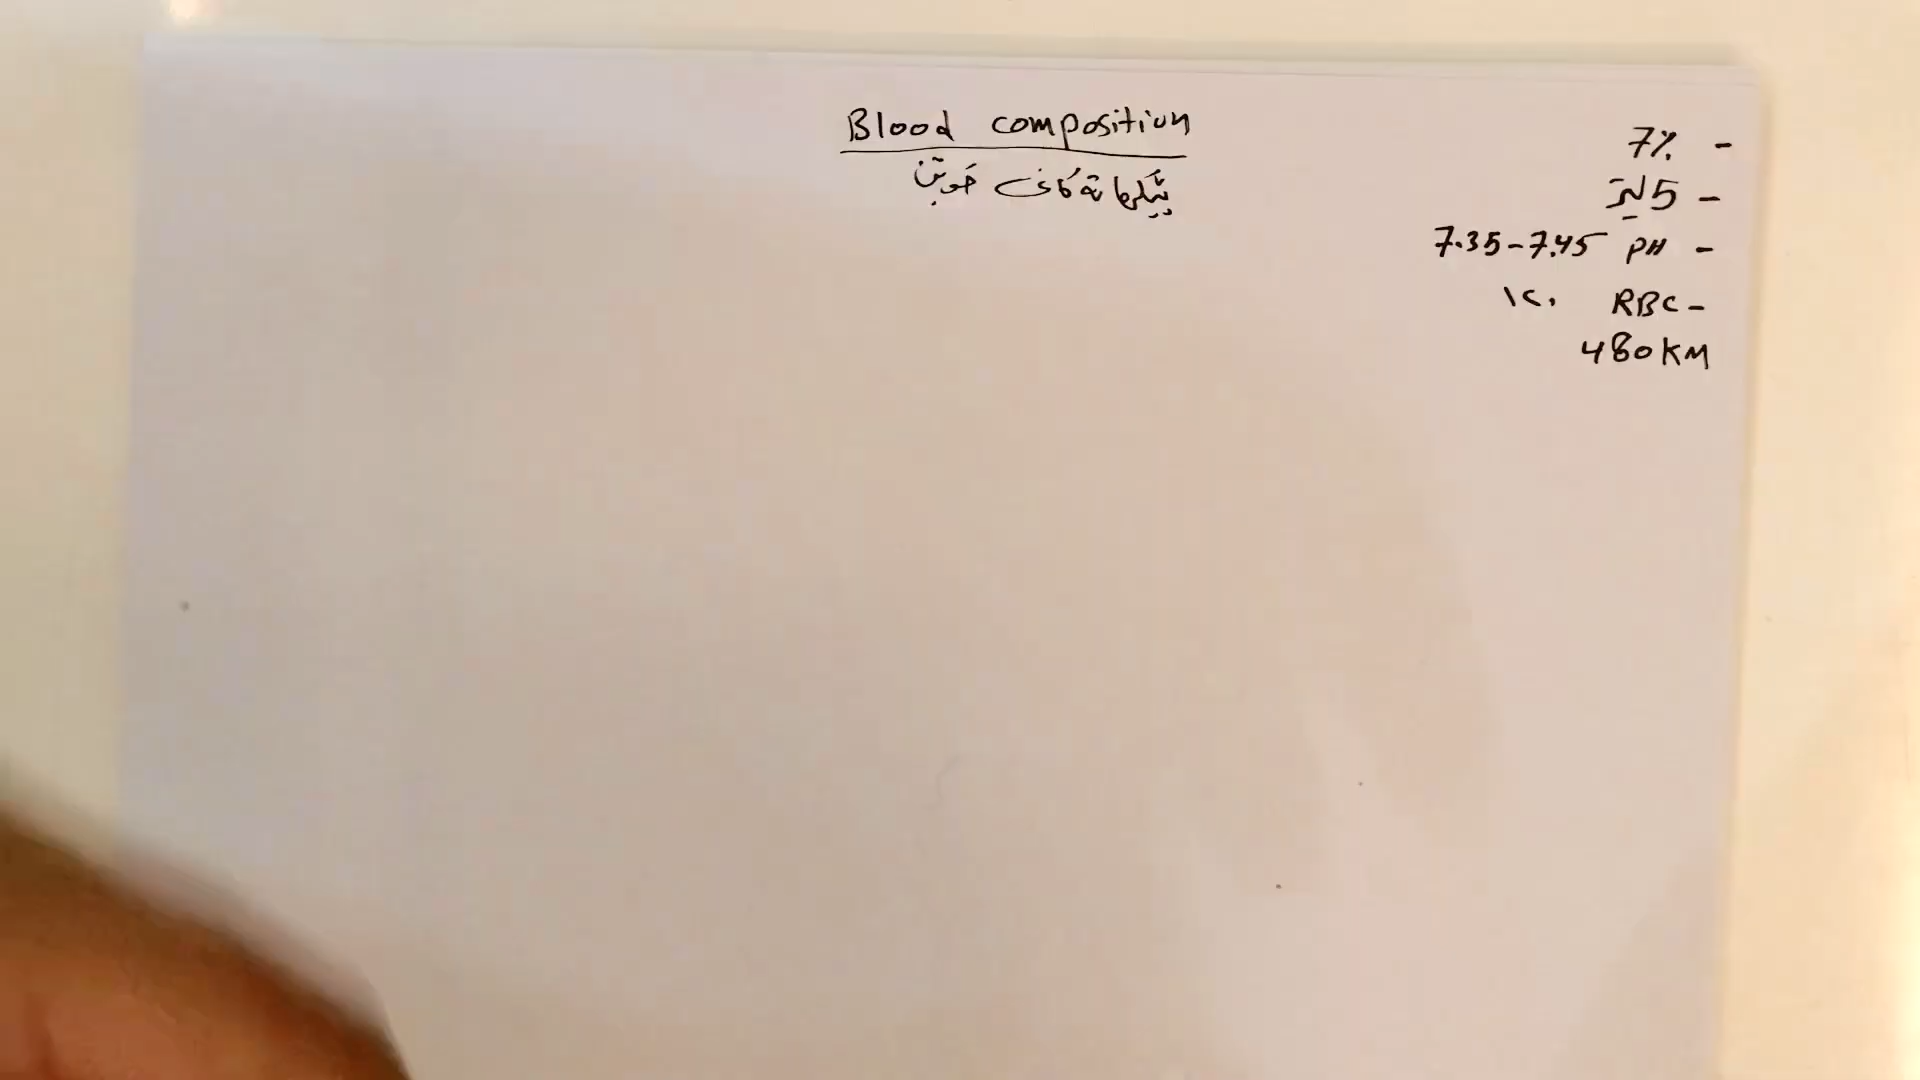 Blood composition
پێکهاتەکانی خوێن
7% -
5 لیتر -
7.35-7.45 PH -
١٢٠ RBC -
480 KM